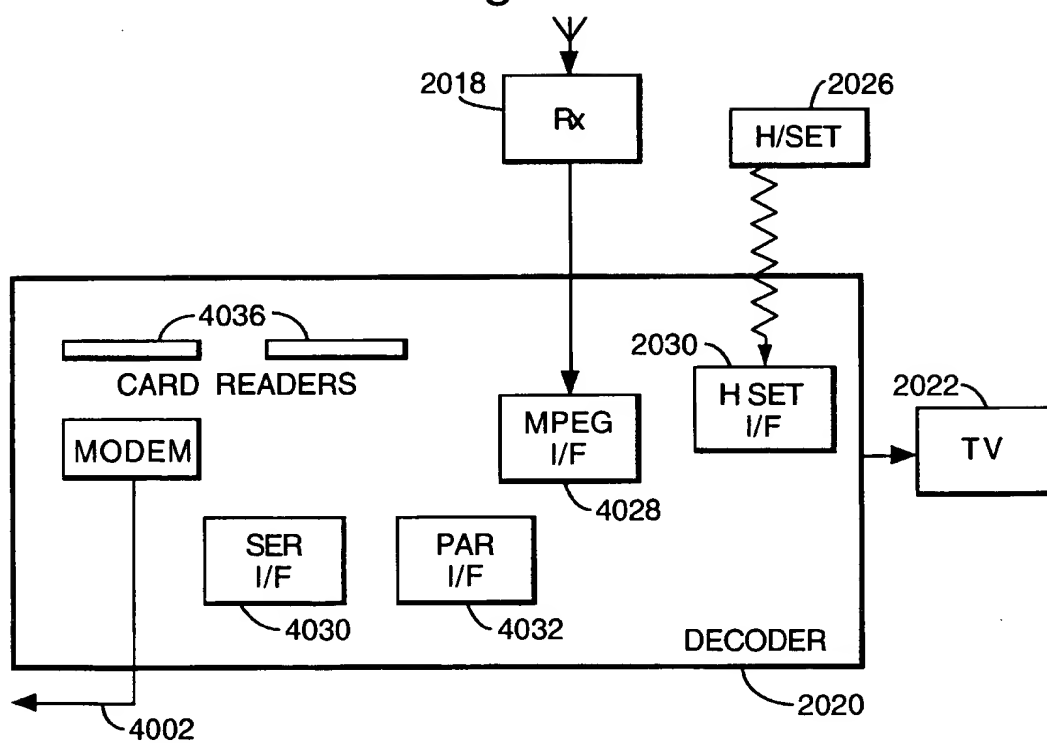 2018
Rx
2026
H/SET
4036
CARD READERS
2030
H SET
I/F
2022
TV
MODEM
MPEG
I/F
4028
SER
I/F
4030
PAR
I/F
4032
DECODER
2020
4002